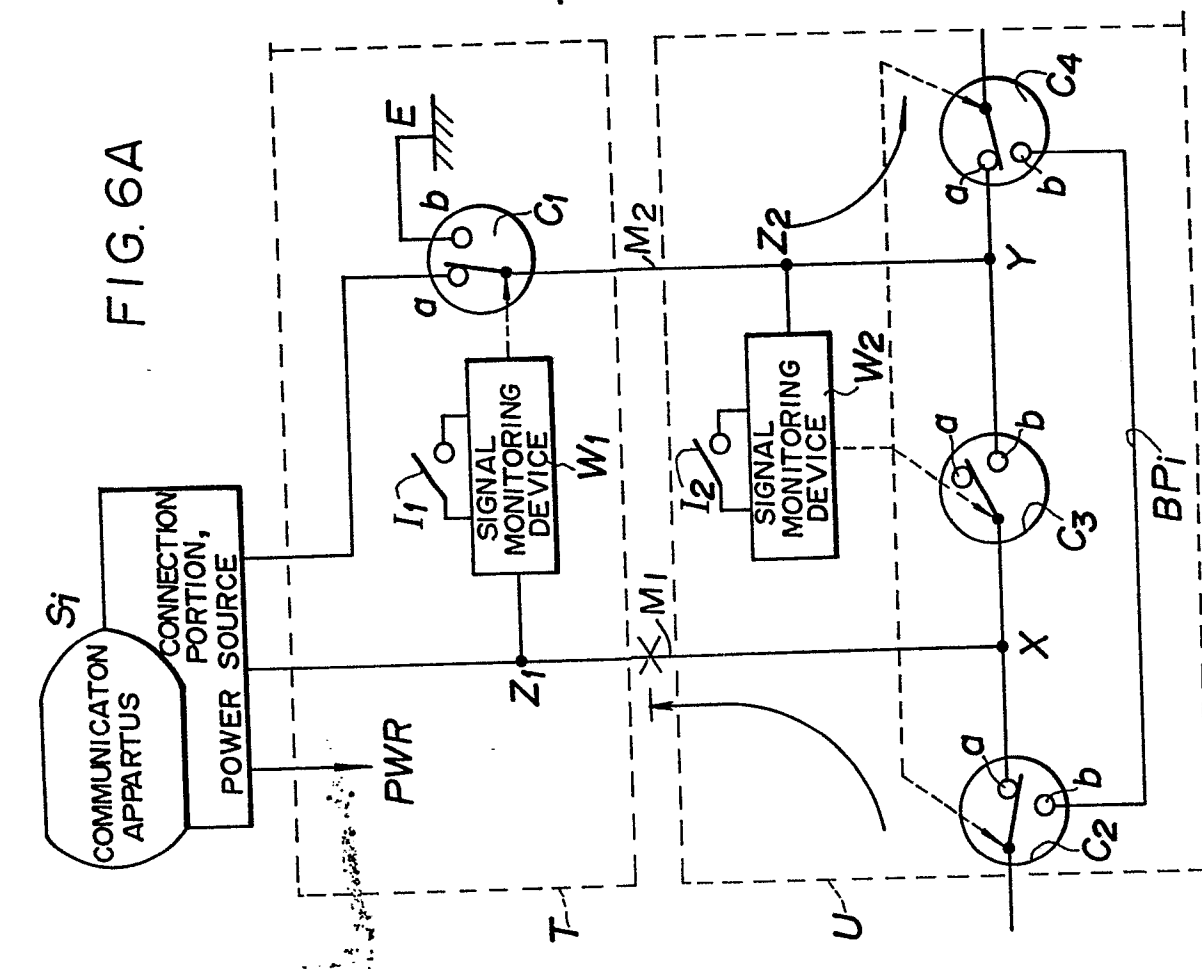 FIG. 6A
Si
COMMUNICATON
APPARTUS
CONNECTION
PORTION,
POWER SOURCE
PWR
E
a
b
C1
I1
SIGNAL
MONITORING
DEVICE
W1
Z1
T
M1
M2
Z2
I2
SIGNAL
MONITORING
DEVICE
W2
U
X
Y
a
b
C2
a
b
C3
a
b
C4
BPi